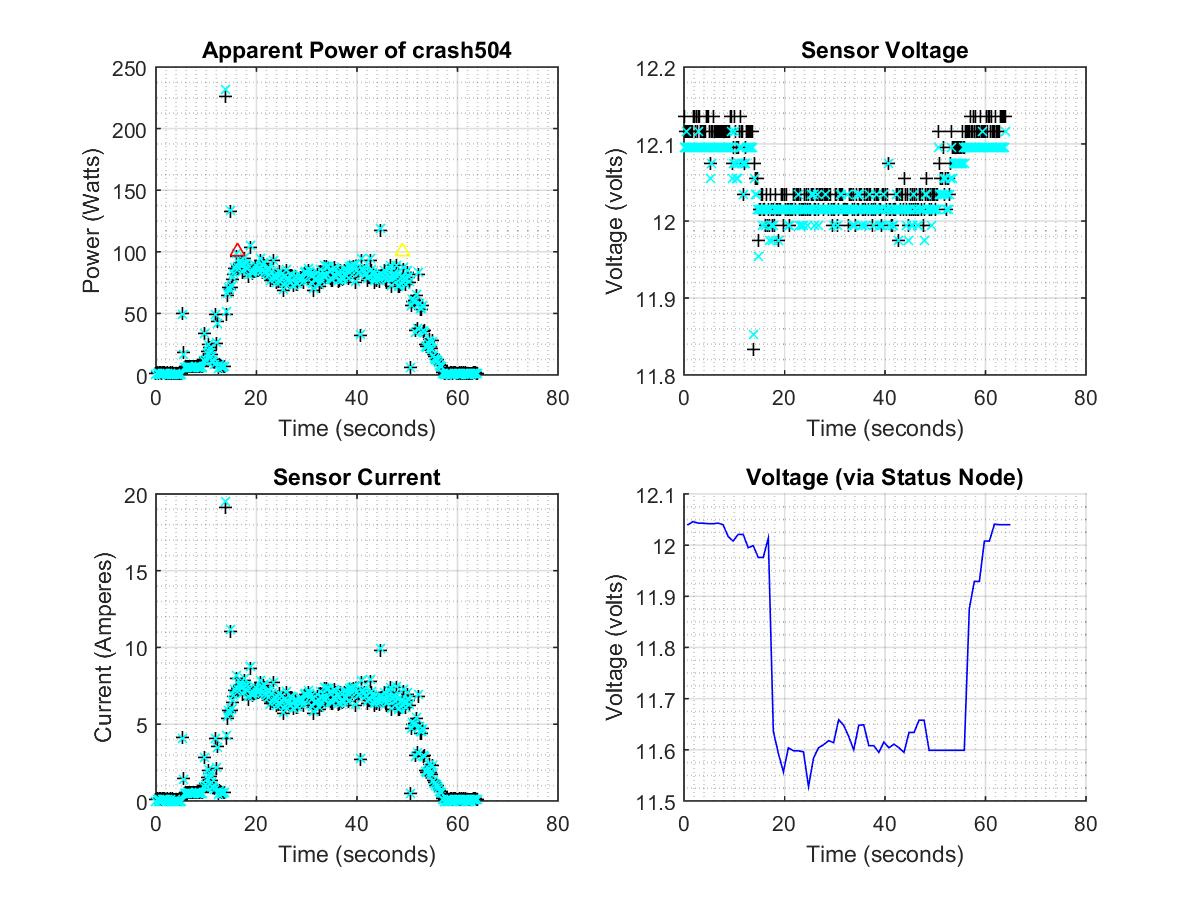 Apparent Power of crash504
250
200
150
100
50
0
0 20 40 60 80
Power (Watts)
Time (seconds)
Sensor Voltage
12.2
12.1
12
11.9
11.8
0 20 40 60 80
Voltage (volts)
Time (seconds)
Sensor Current
20
15
10
5
0
0 20 40 60 80
Current (Amperes)
Time (seconds)
Voltage (via Status Node)
12.1
12
11.9
11.8
11.7
11.6
11.5
0 20 40 60 80
Voltage (volts)
Time (seconds)